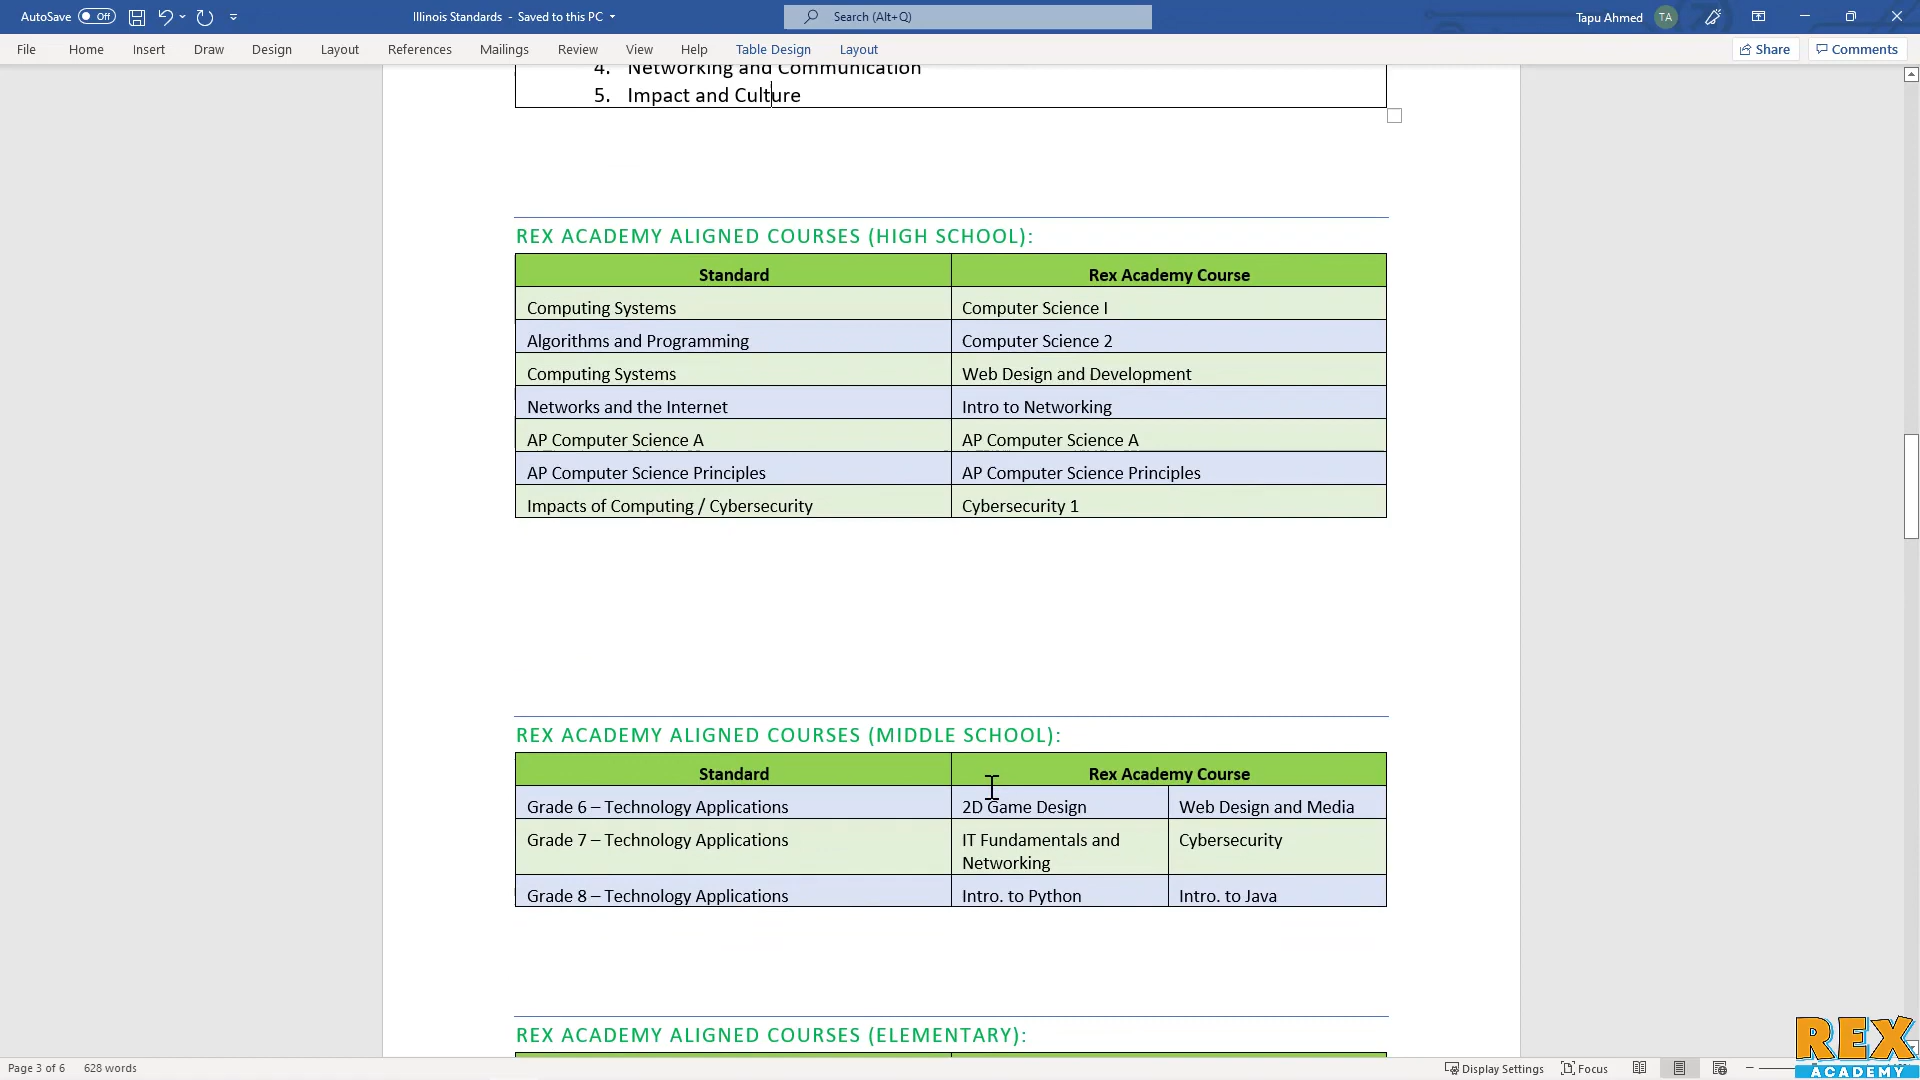 AutoSave Off Illinois Standards - Saved to this PC Search (Alt+Q) Tapu Ahmed TA
File Home Insert Draw Design Layout References Mailings Review View Help Table Design Layout Share Comments
4. Networking and Communication
5. Impact and Culture
REX ACADEMY ALIGNED COURSES (HIGH SCHOOL):
Standard Rex Academy Course
Computing Systems Computer Science I
Algorithms and Programming Computer Science 2
Computing Systems Web Design and Development
Networks and the Internet Intro to Networking
AP Computer Science A AP Computer Science A
AP Computer Science Principles AP Computer Science Principles
Impacts of Computing / Cybersecurity Cybersecurity 1
REX ACADEMY ALIGNED COURSES (MIDDLE SCHOOL):
Standard Rex Academy Course
Grade 6 – Technology Applications 2D Game Design Web Design and Media
Grade 7 – Technology Applications IT Fundamentals and Cybersecurity
Networking
Grade 8 – Technology Applications Intro. to Python Intro. to Java
REX ACADEMY ALIGNED COURSES (ELEMENTARY):
REX
ACADEMY
Page 3 of 6 628 words Display Settings Focus